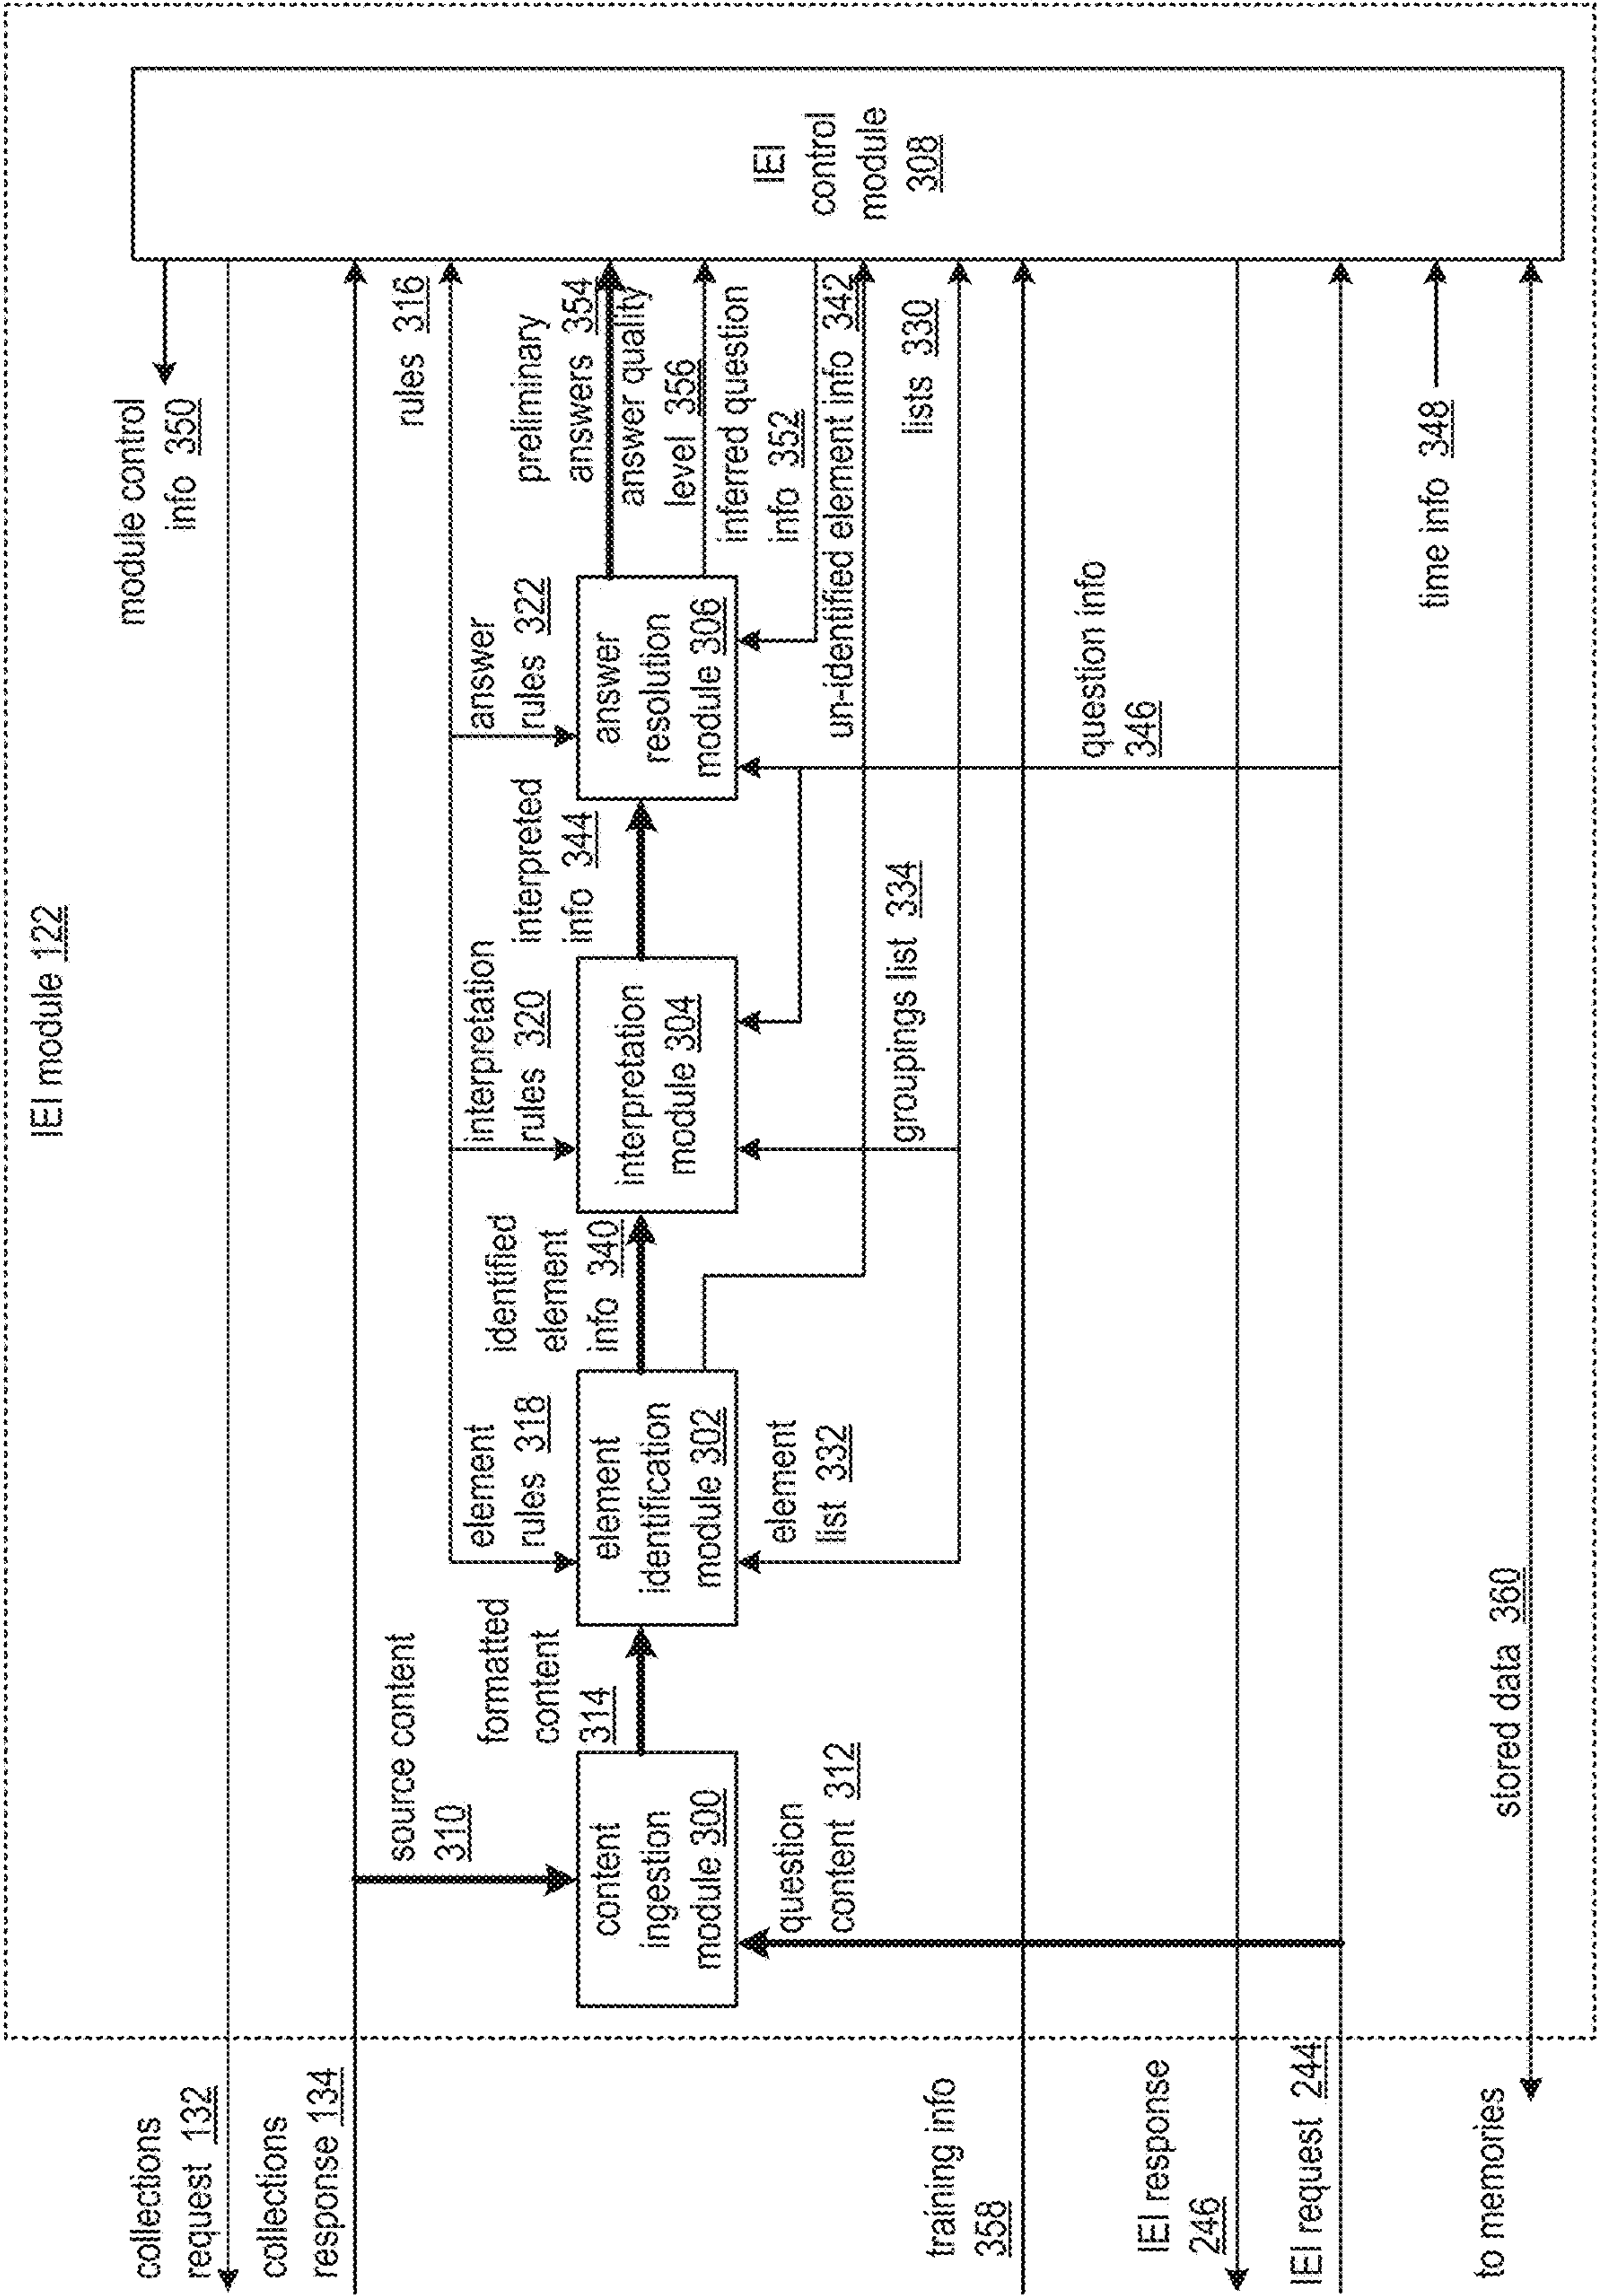 IEI module 122
collections
request 132
collections
response 134
module control
info 350
source content
310
rules 316
formatted
content
314
element
rules 318
identified
element
info 340
interpretation
rules 320
interpreted
info 344
answer
rules 322
preliminary
answers 354
answer quality
level 356
inferred question
info 352
content
ingestion
module 300
element
identification
module 302
interpretation
module 304
answer
resolution
module 306
IEI
control
module
308
question
content 312
element
list 332
groupings list 334
un-identified element info 342
lists 330
training info
358
question info
346
IEI response
246
IEI request 244
time info 348
to memories
stored data 360